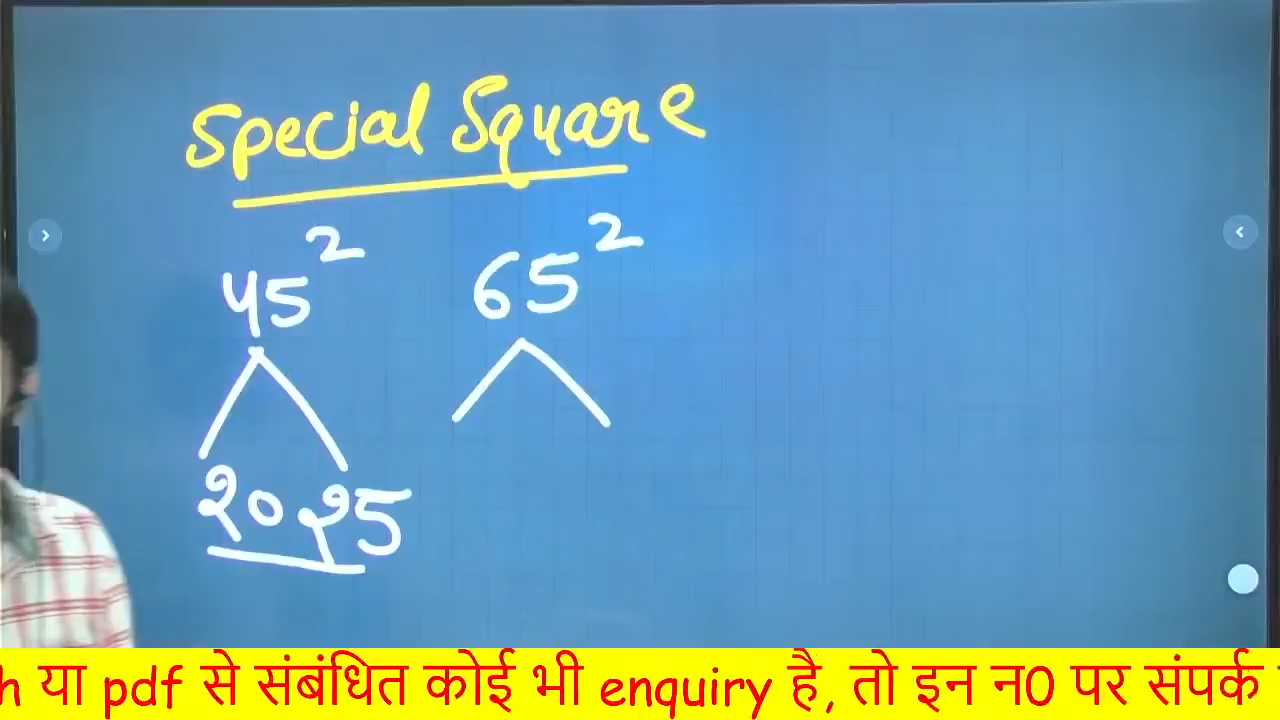 Special Square
45² 65²
2025
h या pdf से संबंधित कोई भी enquiry है, तो इन न0 पर संपर्क